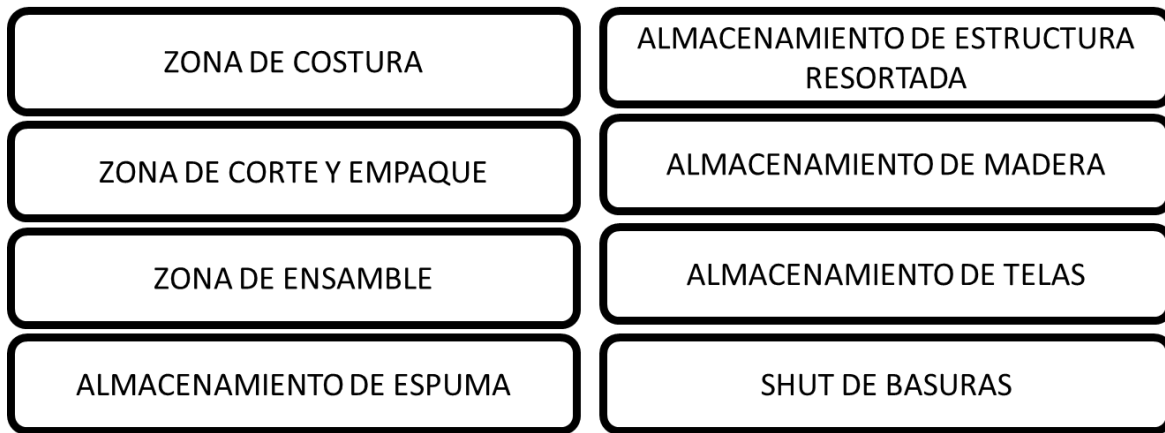 ZONA DE COSTURA
ZONA DE CORTE Y EMPAQUE
ZONA DE ENSAMBLE
ALMACENAMIENTO DE ESPUMA
ALMACENAMIENTO DE ESTRUCTURA
RESORTADA
ALMACENAMIENTO DE MADERA
ALMACENAMIENTO DE TELAS
SHUT DE BASURAS